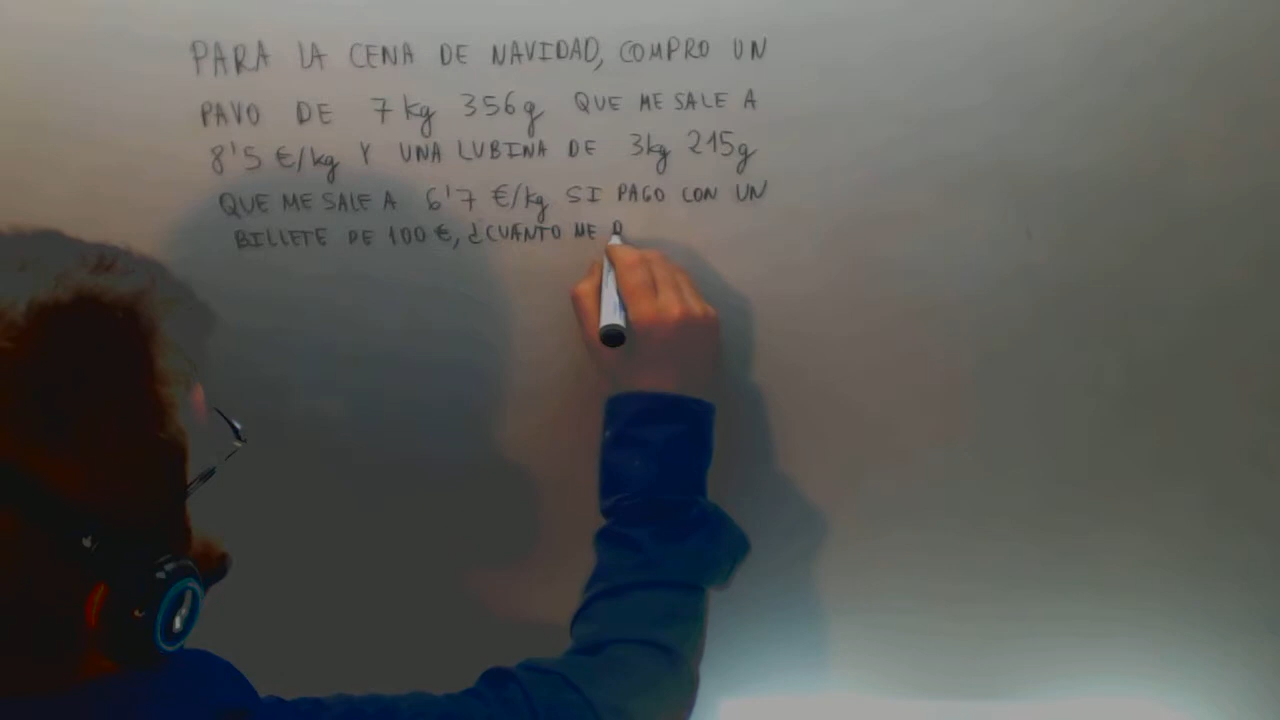 PARA LA CENA DE NAVIDAD, COMPRO UN
PAVO DE 7 kg 356g QUE ME SALE A
8'5 €/kg Y UNA LUBINA DE 3kg 215g
QUE ME SALE A 6'7 €/kg SI PAGO CON UN
BILLETE DE 100 €, ¿CUÁNTO ME